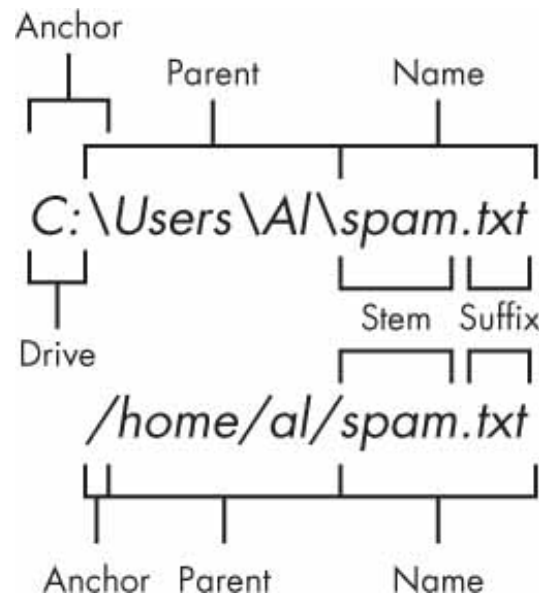 Anchor
Parent Name
C:\Users\Al\spam.txt
Stem Suffix
Drive
/home/al/spam.txt
Anchor Parent Name